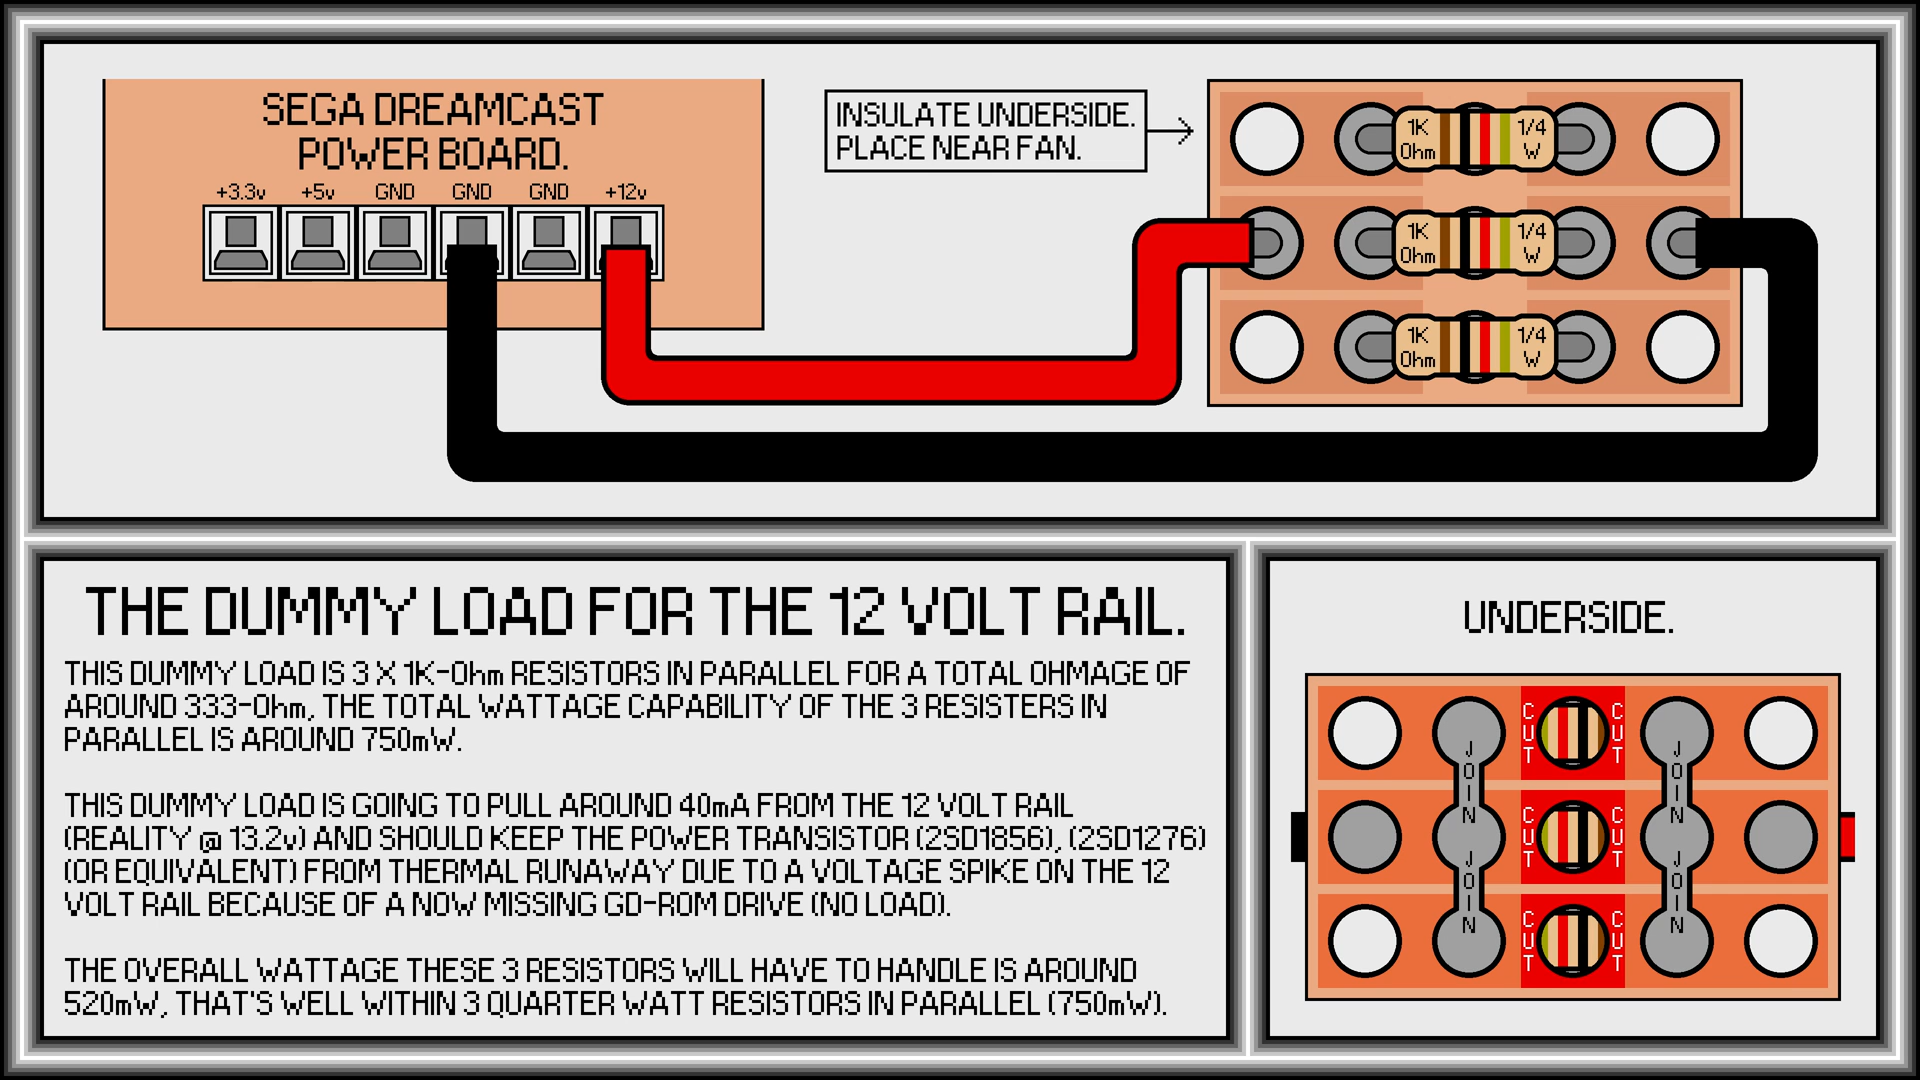 SEGA DREAMCAST
POWER BOARD.
+3.3v +5v GND GND GND +12v
INSULATE UNDERSIDE.
PLACE NEAR FAN.
1K Ohm 1/4 W
1K Ohm 1/4 W
1K Ohm 1/4 W
THE DUMMY LOAD FOR THE 12 VOLT RAIL.
THIS DUMMY LOAD IS 3 X 1K-Ohm RESISTORS IN PARALLEL FOR A TOTAL OHMAGE OF
AROUND 333-Ohm, THE TOTAL WATTAGE CAPABILITY OF THE 3 RESISTERS IN
PARALLEL IS AROUND 750mW.
THIS DUMMY LOAD IS GOING TO PULL AROUND 40mA FROM THE 12 VOLT RAIL
(REALITY @ 13.2v) AND SHOULD KEEP THE POWER TRANSISTOR (2SD1856), (2SD1276)
(OR EQUIVALENT) FROM THERMAL RUNAWAY DUE TO A VOLTAGE SPIKE ON THE 12
VOLT RAIL BECAUSE OF A NOW MISSING GD-ROM DRIVE (NO LOAD).
THE OVERALL WATTAGE THESE 3 RESISTORS WILL HAVE TO HANDLE IS AROUND
520mW, THAT'S WELL WITHIN 3 QUARTER WATT RESISTORS IN PARALLEL (750mW).
UNDERSIDE.
CUT CUT
JOIN JOIN
CUT CUT
JOIN JOIN
CUT CUT